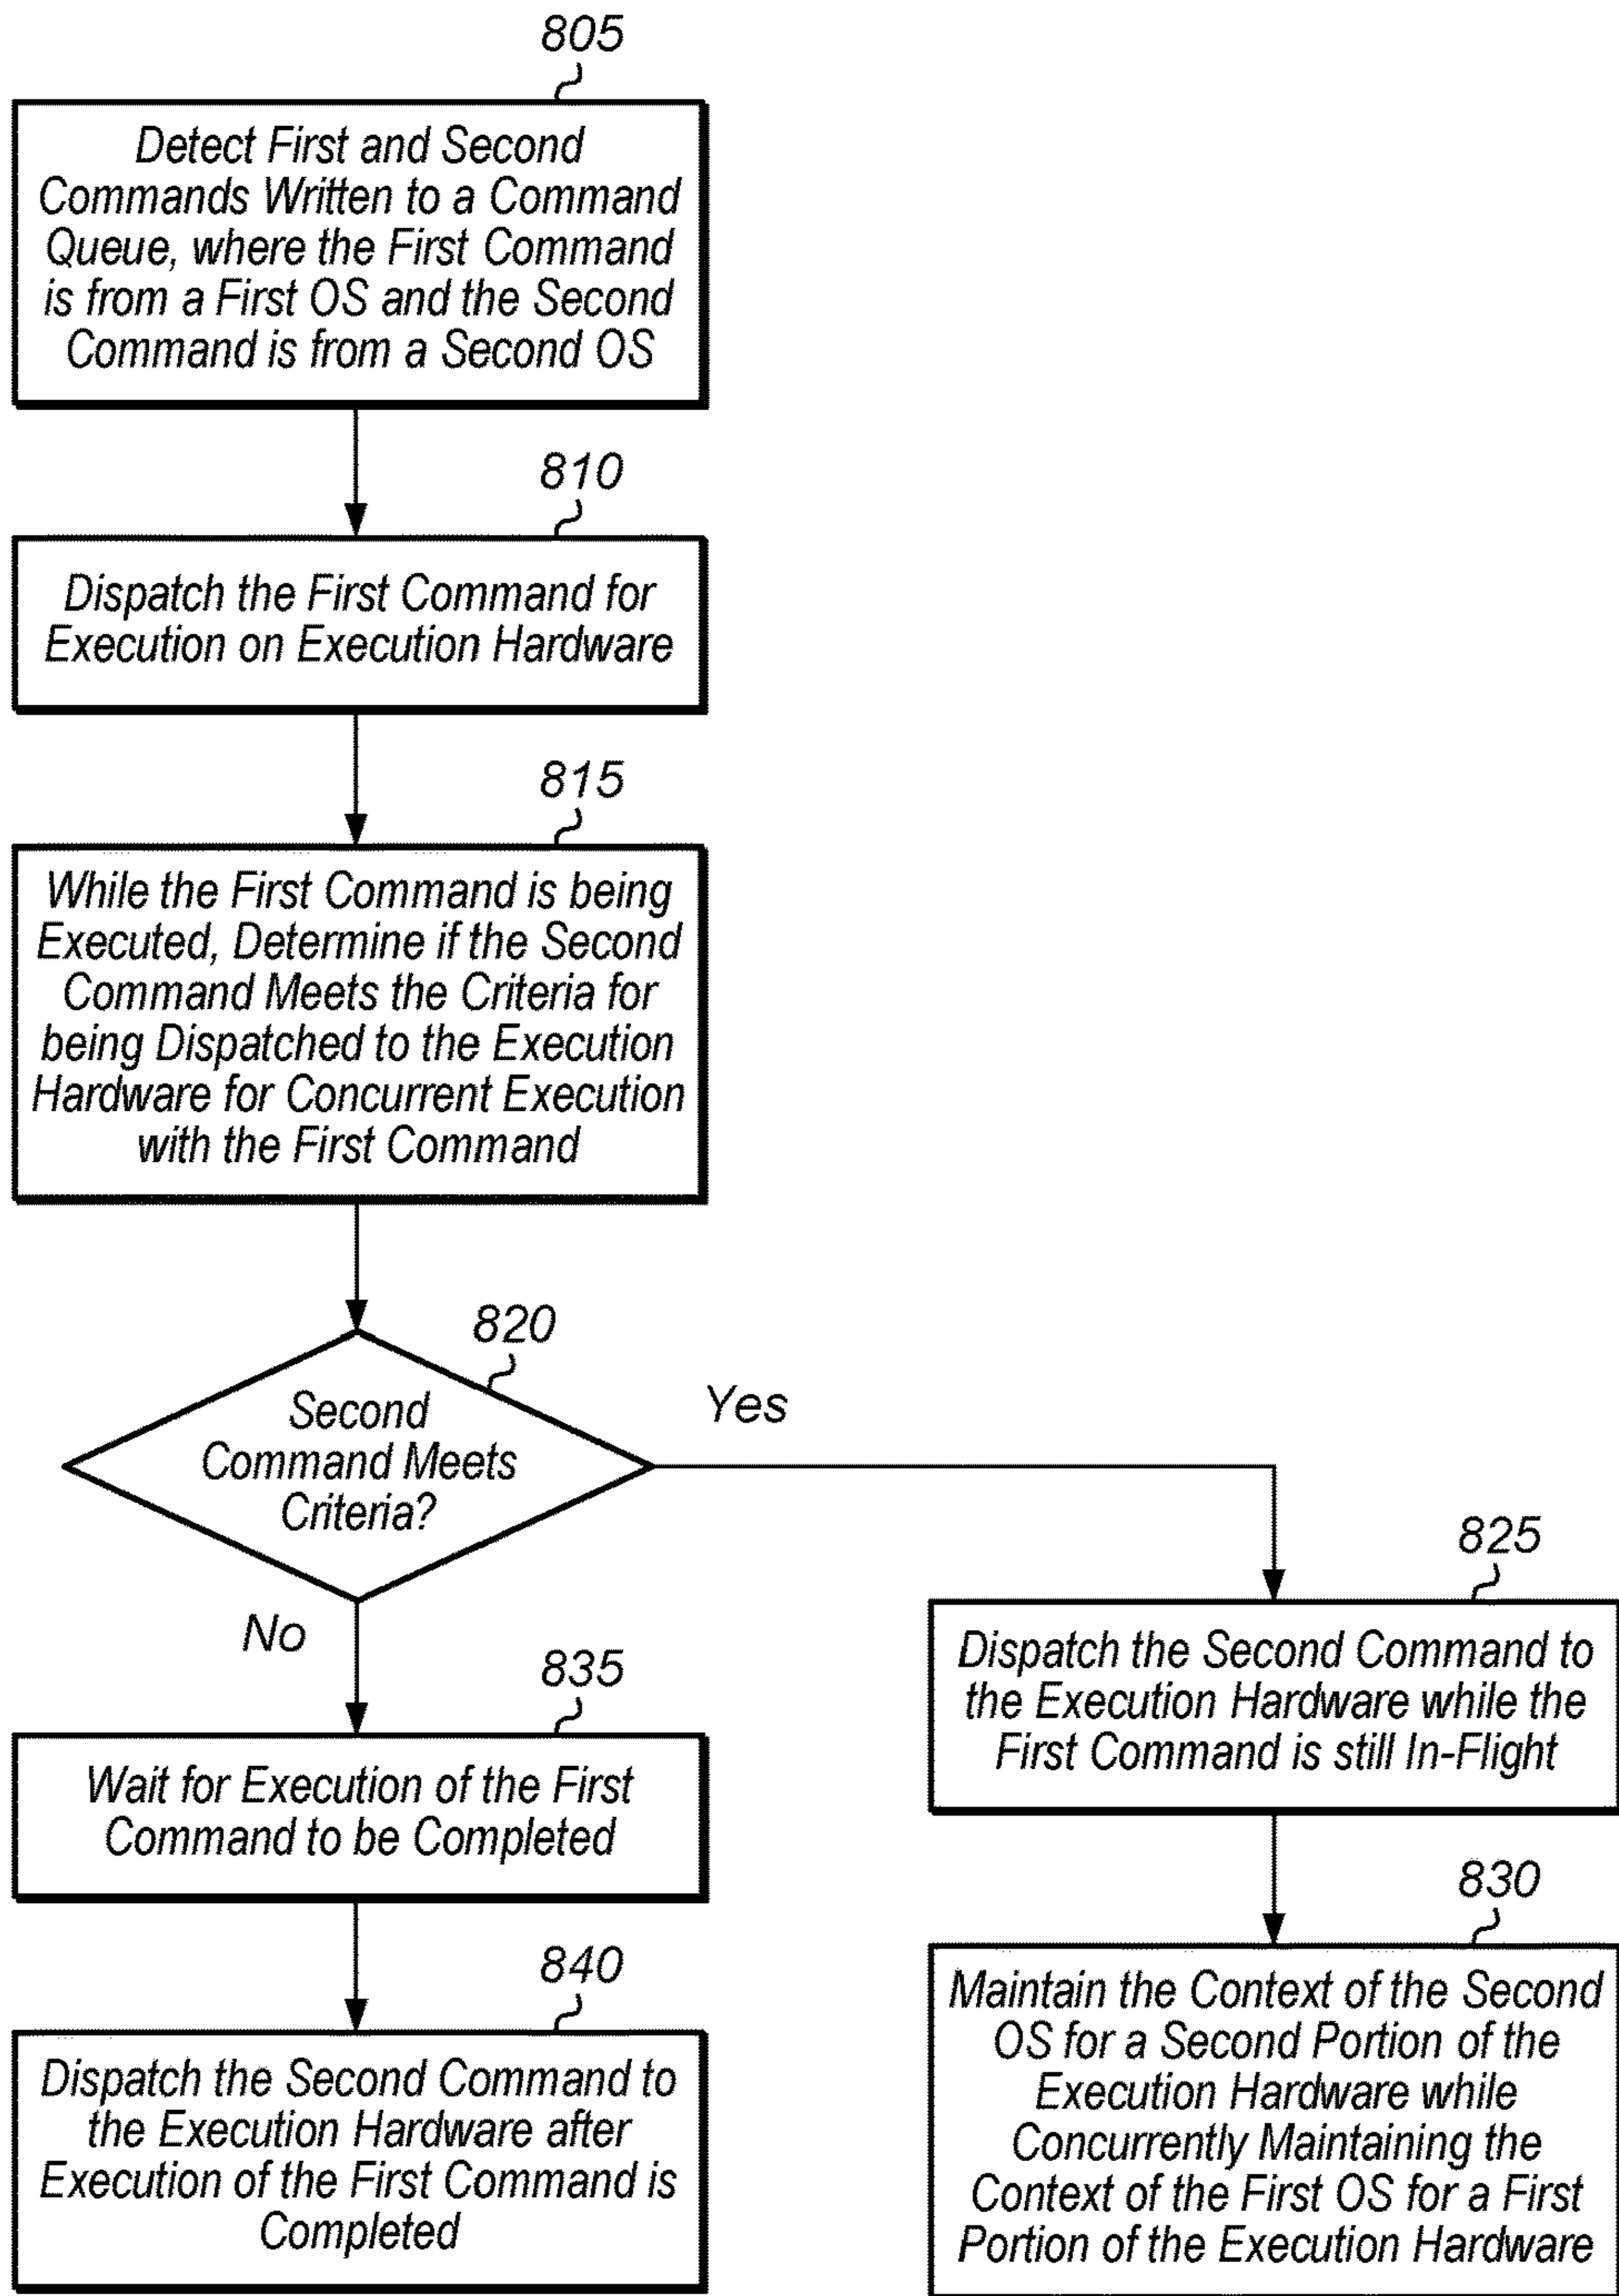 805
Detect First and Second
Commands Written to a Command
Queue, where the First Command
is from a First OS and the Second
Command is from a Second OS
810
Dispatch the First Command for
Execution on Execution Hardware
815
While the First Command is being
Executed, Determine if the Second
Command Meets the Criteria for
being Dispatched to the Execution
Hardware for Concurrent Execution
with the First Command
820
Second
Command Meets
Criteria?
Yes
825
Dispatch the Second Command to
the Execution Hardware while the
First Command is still In-Flight
830
Maintain the Context of the Second
OS for a Second Portion of the
Execution Hardware while
Concurrently Maintaining the
Context of the First OS for a First
Portion of the Execution Hardware
No
835
Wait for Execution of the First
Command to be Completed
840
Dispatch the Second Command to
the Execution Hardware after
Execution of the First Command is
Completed